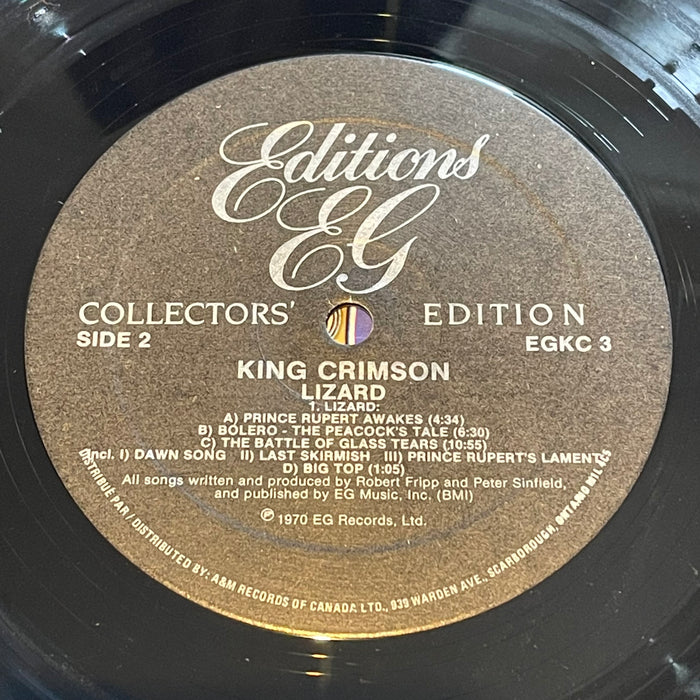 Editions
EG
COLLECTORS' EDITION
SIDE 2 EGKC 3
KING CRIMSON
LIZARD
1. LIZARD:
A) PRINCE RUPERT AWAKES (4:34)
B) BOLERO - THE PEACOCK'S TALE (6:30)
C) THE BATTLE OF GLASS TEARS (10:55)
(Incl. I) DAWN SONG II) LAST SKIRMISH III) PRINCE RUPERT'S LAMENT)
D) BIG TOP (1:05)
All songs written and produced by Robert Fripp and Peter Sinfield,
and published by EG Music, Inc. (BMI)
℗ 1970 EG Records, Ltd.
DISTRIBUÉ PAR / DISTRIBUTED BY: A&M RECORDS OF CANADA LTD., 939 WARDEN AVE., SCARBOROUGH, ONTARIO